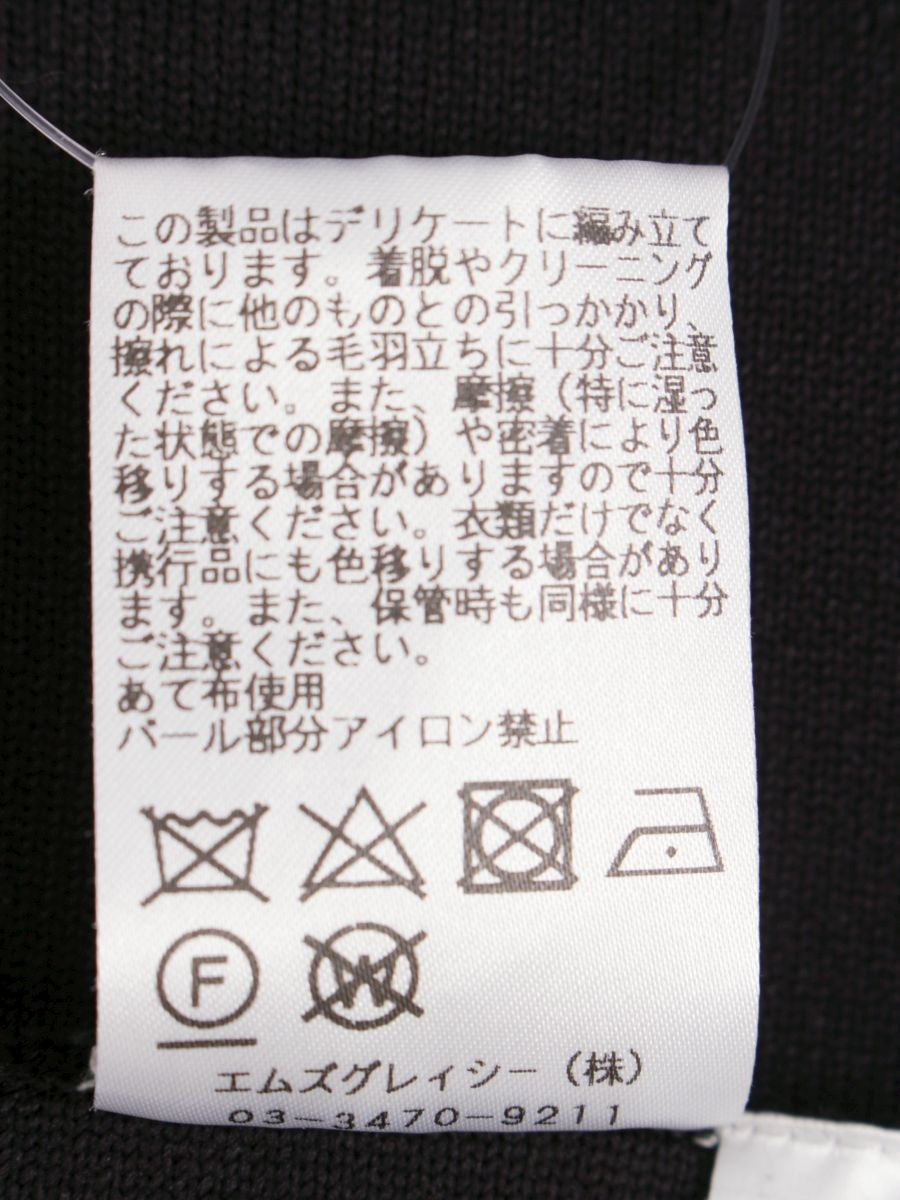 この製品はデリケートに編み立て
ております。着脱やクリーニング
の際に他のものとの引っかかり、
擦れによる毛羽立ちに十分ご注意
ください。また、摩擦（特に湿っ
た状態での摩擦）や密着により色
移りする場合がありますので十分
ご注意ください。衣類だけでなく
携行品にも色移りする場合があり
ます。また、保管時も同様に十分
ご注意ください。
あて布使用
パール部分アイロン禁止
F W
エムズグレイシー（株）
03-3470-9211